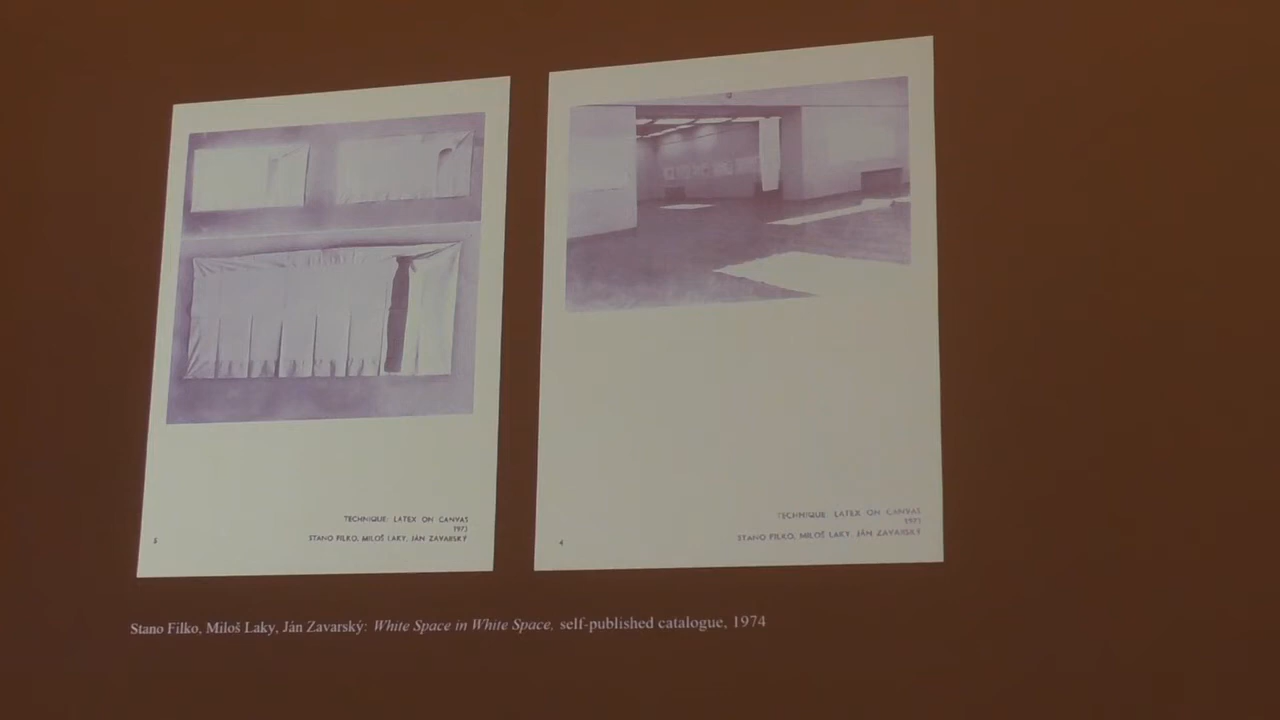 TECHNIQUE: LATEX ON CANVAS
1973
STANO FILKO, MILOŠ LAKY, JÁN ZAVARSKÝ
TECHNIQUE: LATEX ON CANVAS
1973
STANO FILKO, MILOŠ LAKY, JÁN ZAVARSKÝ
4
Stano Filko, Miloš Laky, Ján Zavarský: White Space in White Space, self-published catalogue, 1974